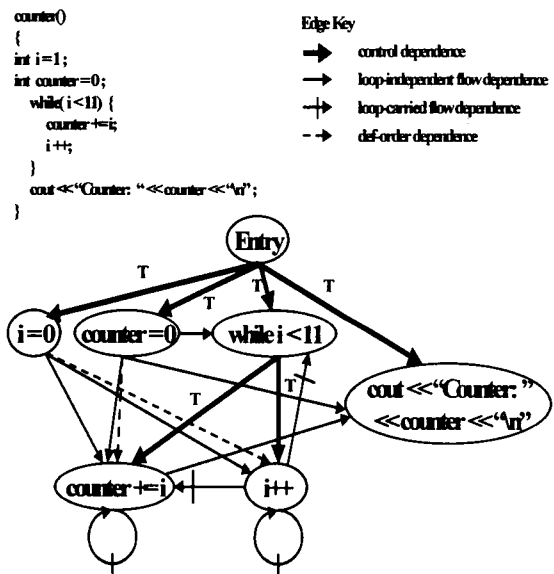 counter()
{
int i=1;
int counter=0;
while( i <11) {
counter +=i;
i ++;
}
cout <<“Counter: “ <<counter <<“\n”;
}
Edge Key
control dependence
loop-independent flow dependence
loop-carried flow dependence
def-order dependence
Entry
T
T
T
T
i=0
counter =0
while i <11
cout <<“Counter: ”
<<counter <<“\n”
T
T
counter +=i
i++